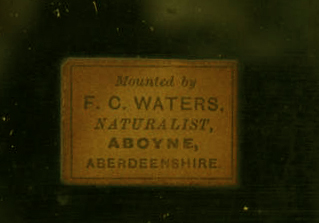 Mounted by
F. C. WATERS,
NATURALIST,
ABOYNE,
ABERDEENSHIRE.